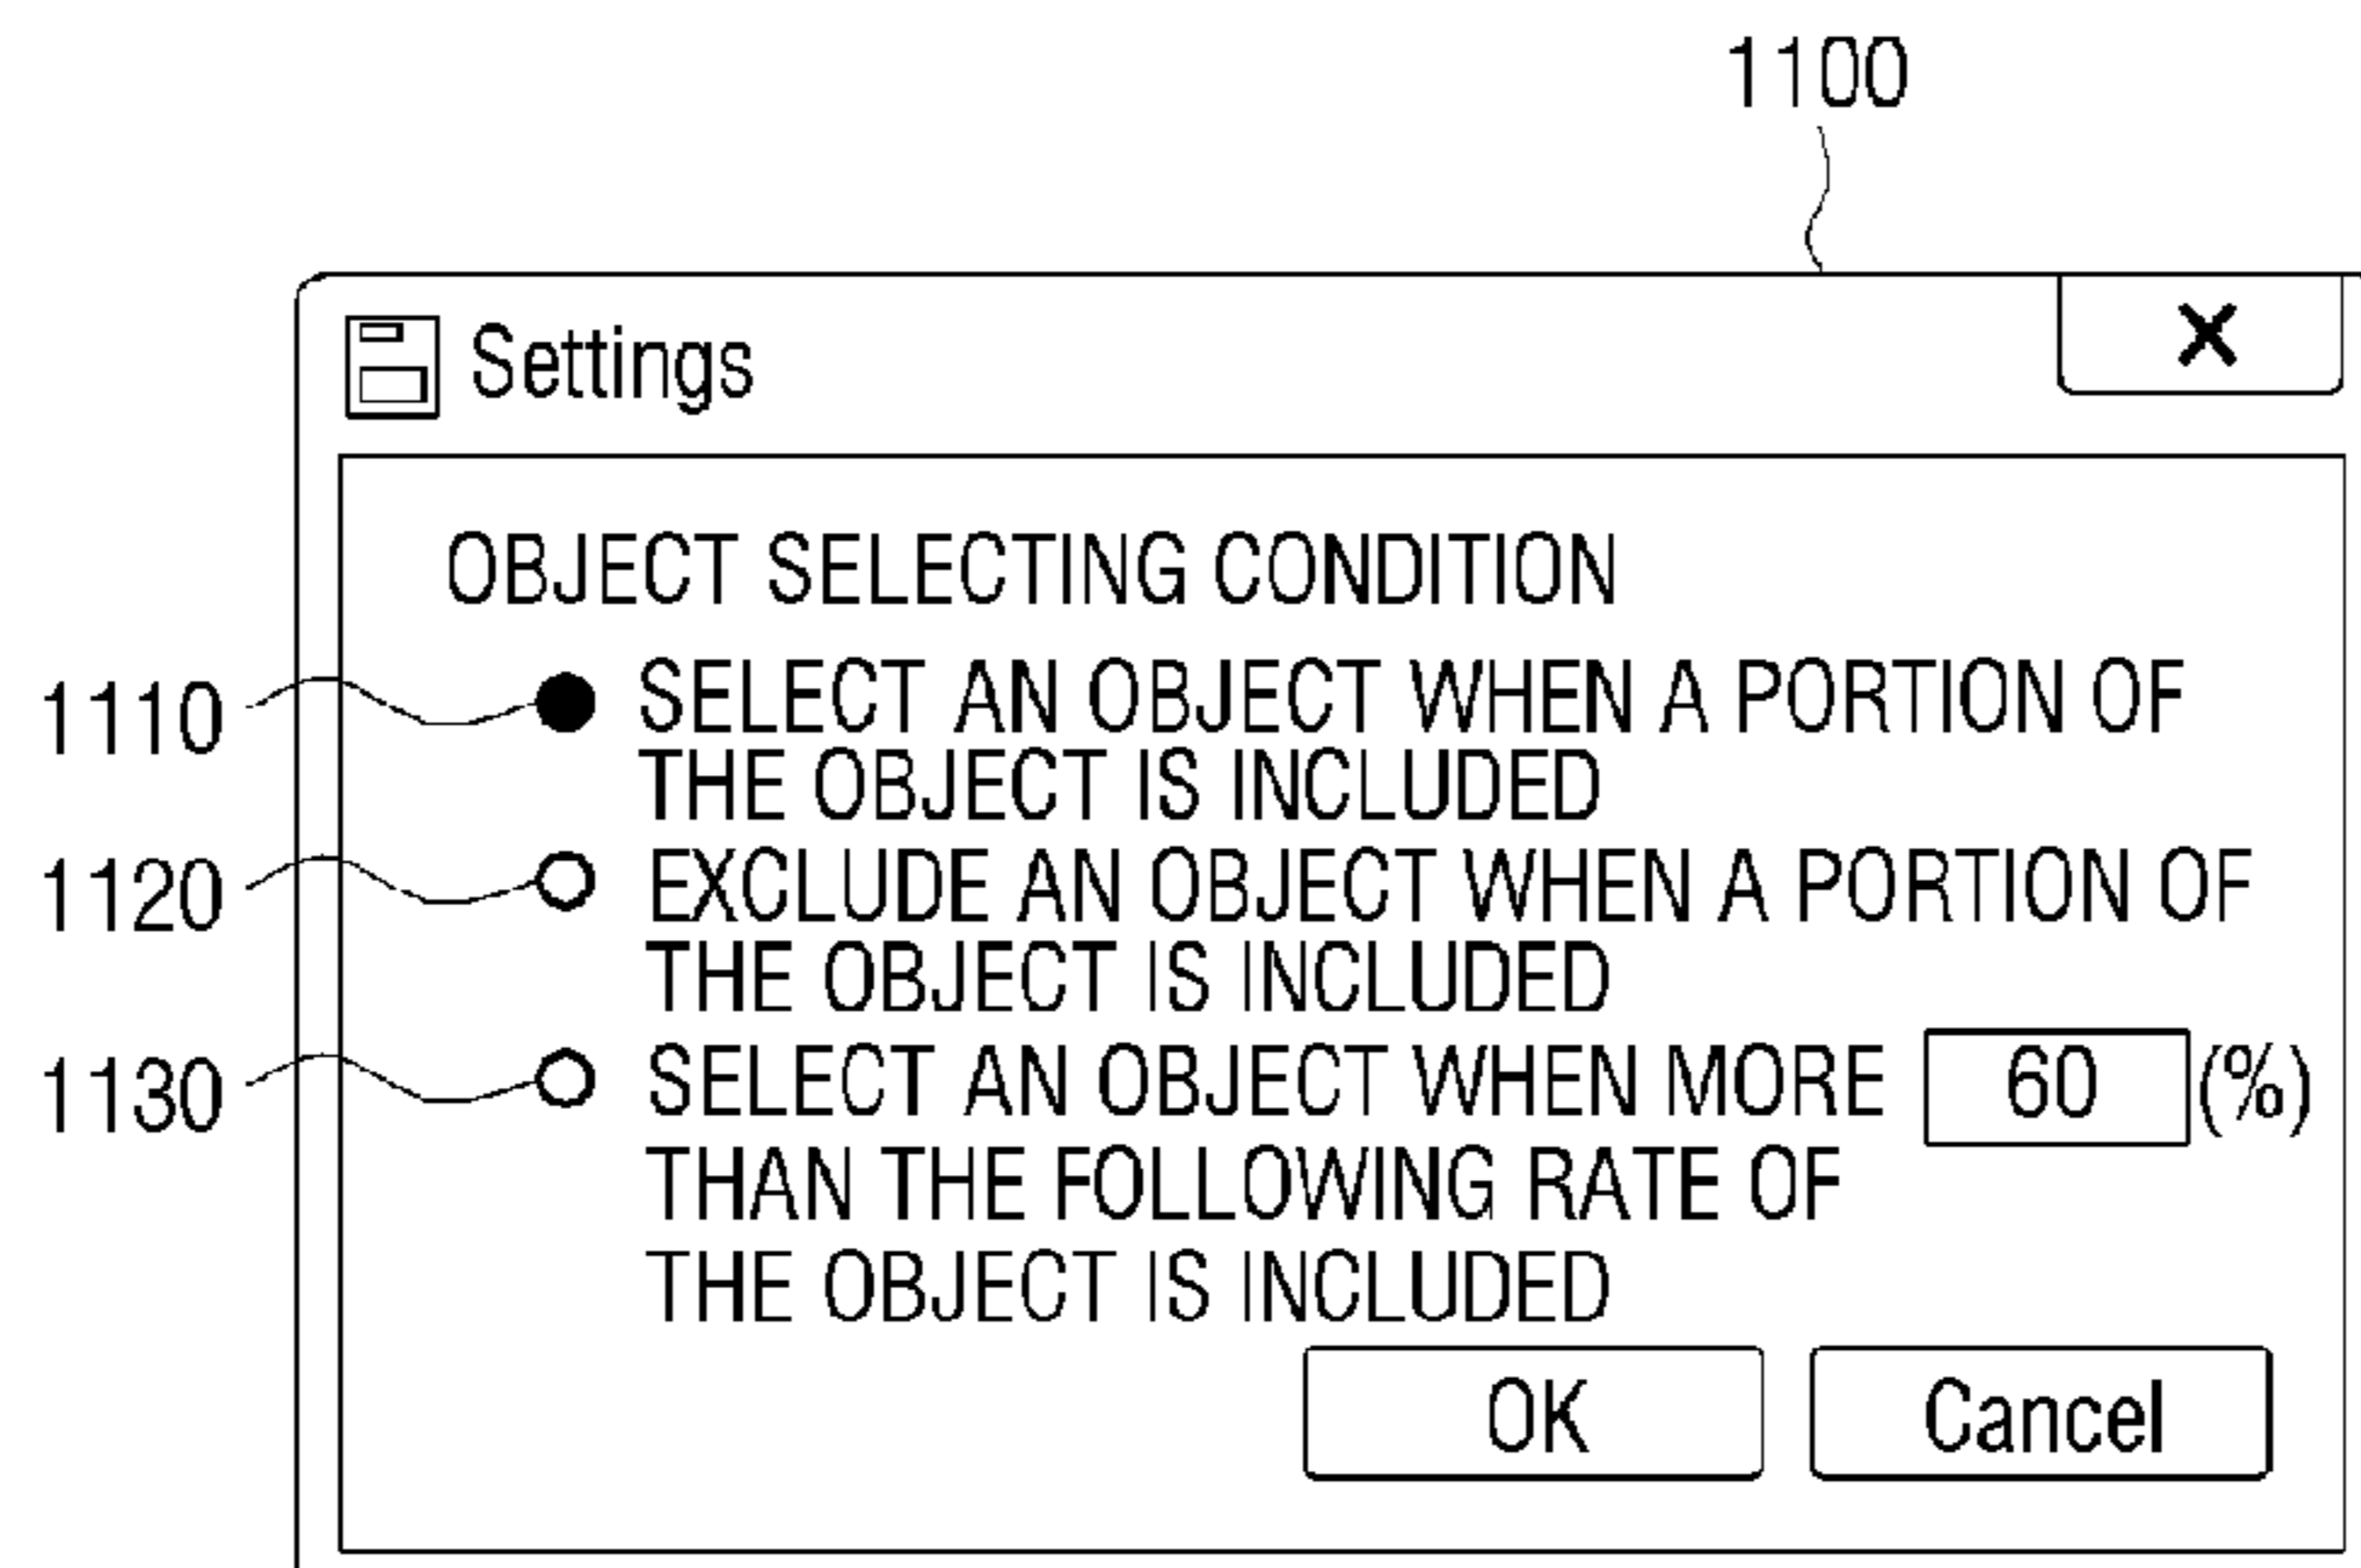 1100
Settings
OBJECT SELECTING CONDITION
1110 SELECT AN OBJECT WHEN A PORTION OF
THE OBJECT IS INCLUDED
1120 EXCLUDE AN OBJECT WHEN A PORTION OF
THE OBJECT IS INCLUDED
1130 SELECT AN OBJECT WHEN MORE 60 (%)
THAN THE FOLLOWING RATE OF
THE OBJECT IS INCLUDED
OK Cancel